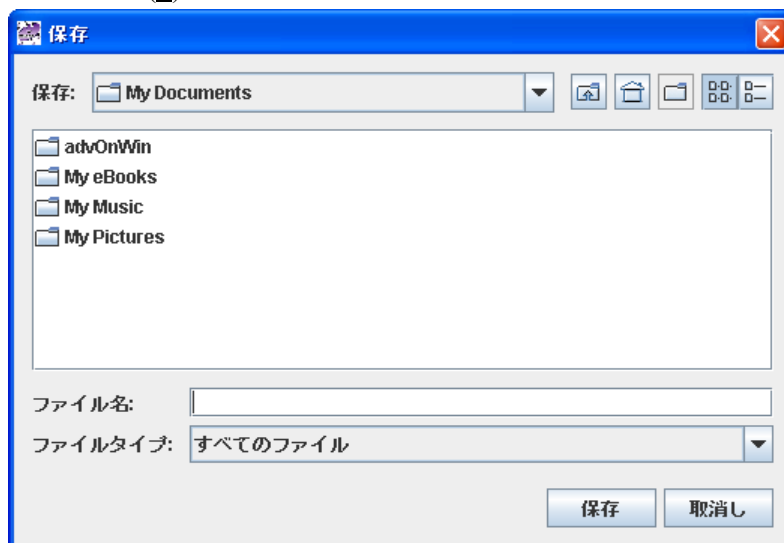 保存
保存: My Documents
advOnWin
My eBooks
My Music
My Pictures
ファイル名:
ファイルタイプ: すべてのファイル
保存 取消し